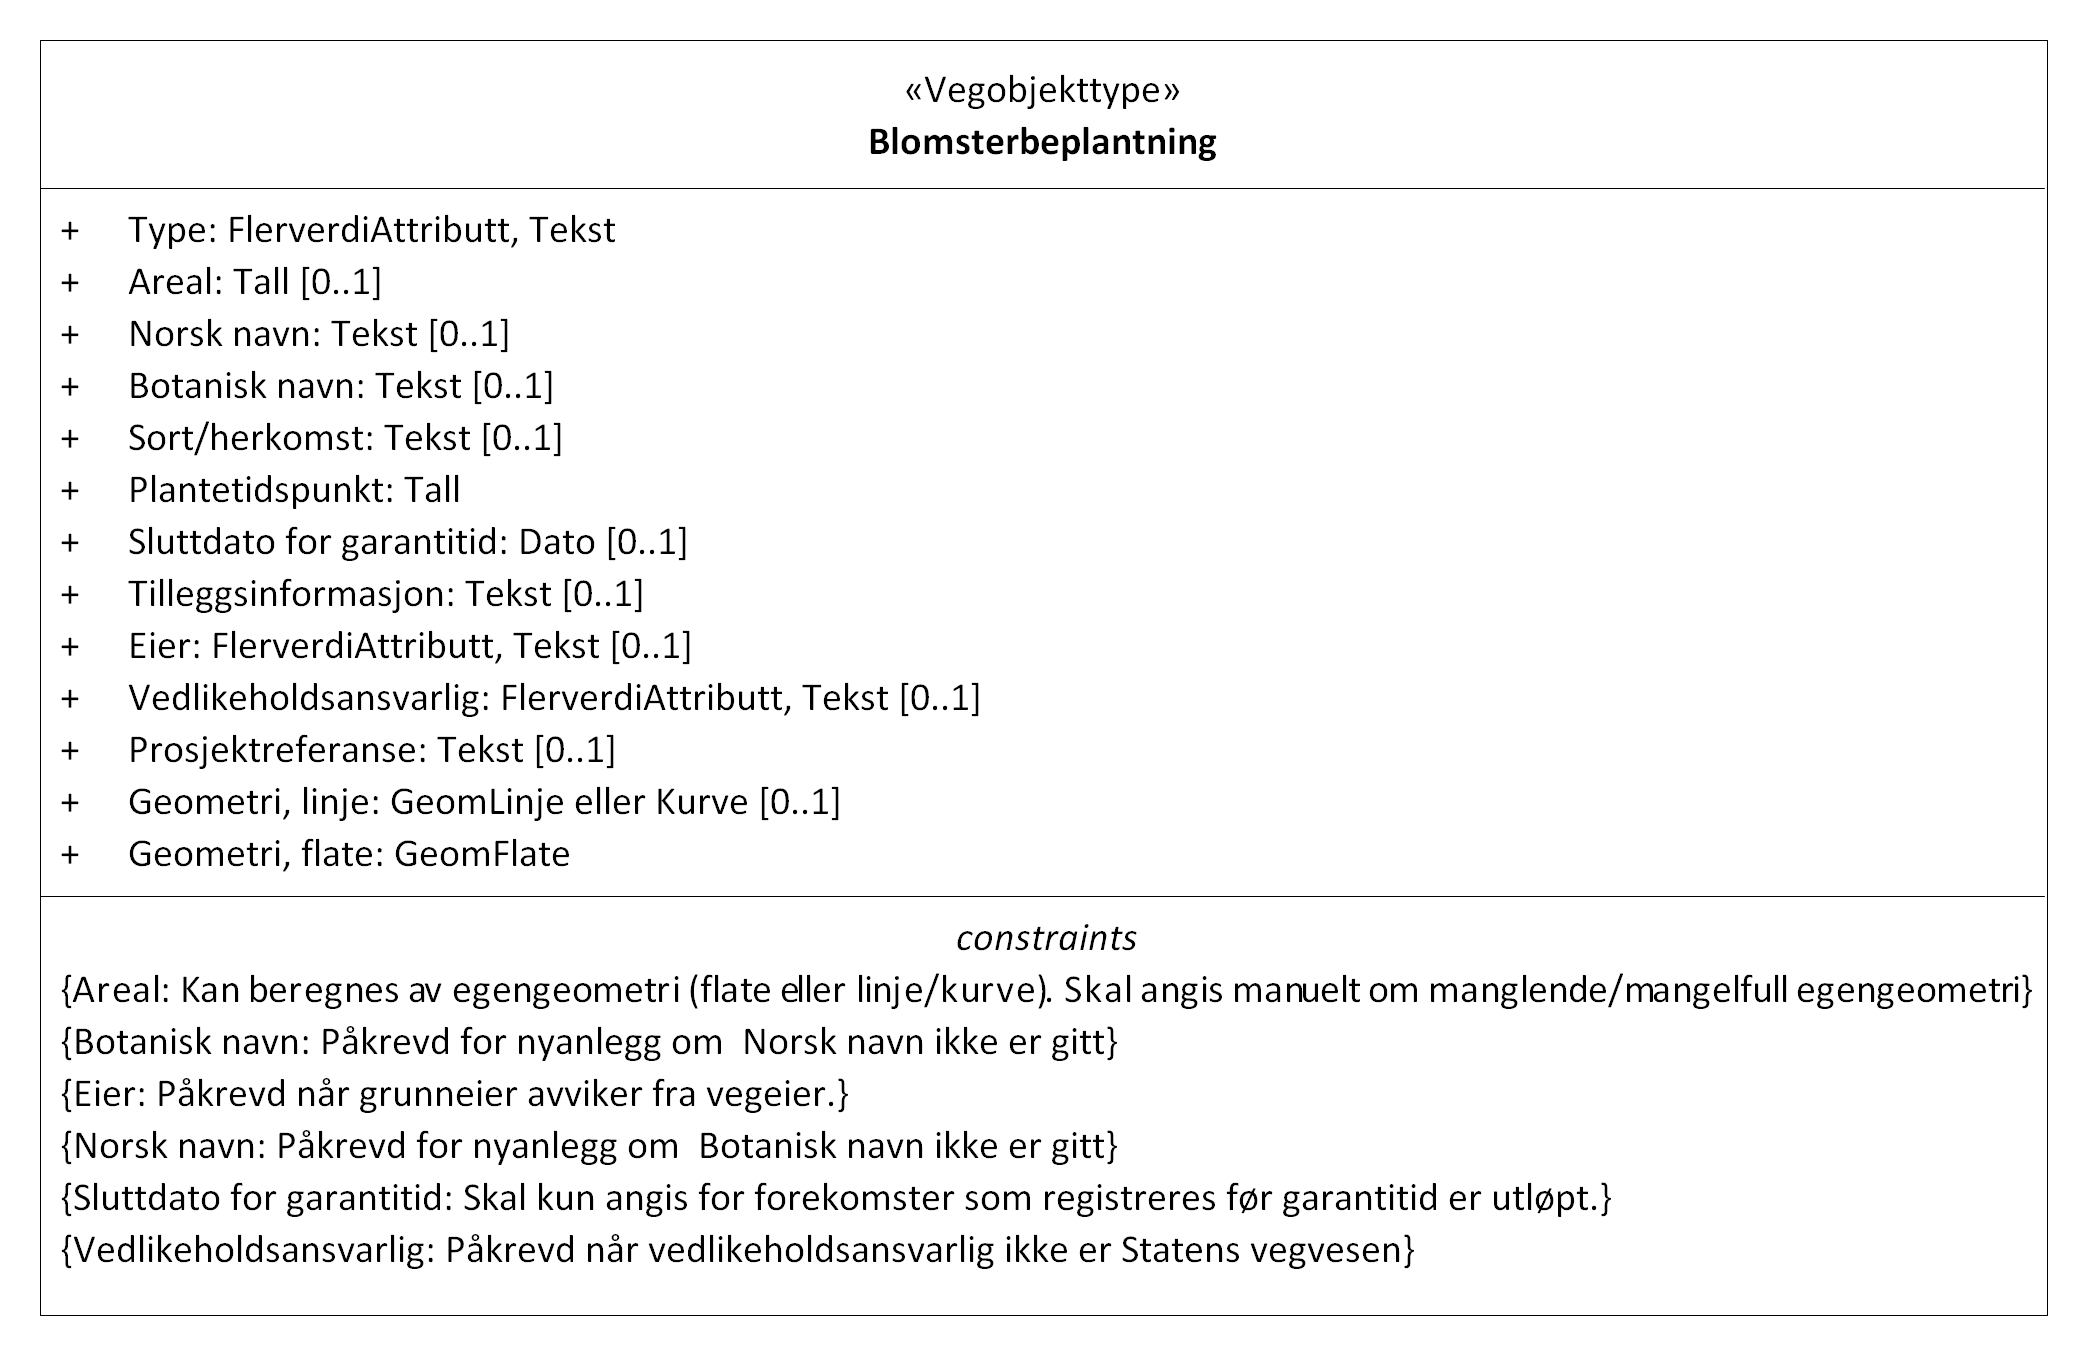 «Vegobjekttype»
Blomsterbeplantning
+ Type: FlerverdiAttributt, Tekst
+ Areal: Tall [0..1]
+ Norsk navn: Tekst [0..1]
+ Botanisk navn: Tekst [0..1]
+ Sort/herkomst: Tekst [0..1]
+ Plantetidspunkt: Tall
+ Sluttdato for garantitid: Dato [0..1]
+ Tilleggsinformasjon: Tekst [0..1]
+ Eier: FlerverdiAttributt, Tekst [0..1]
+ Vedlikeholdsansvarlig: FlerverdiAttributt, Tekst [0..1]
+ Prosjektreferanse: Tekst [0..1]
+ Geometri, linje: GeomLinje eller Kurve [0..1]
+ Geometri, flate: GeomFlate
constraints
{Areal: Kan beregnes av egengeometri (flate eller linje/kurve). Skal angis manuelt om manglende/mangelfull egengeometri}
{Botanisk navn: Påkrevd for nyanlegg om  Norsk navn ikke er gitt}
{Eier: Påkrevd når grunneier avviker fra vegeier.}
{Norsk navn: Påkrevd for nyanlegg om  Botanisk navn ikke er gitt}
{Sluttdato for garantitid: Skal kun angis for forekomster som registreres før garantitid er utløpt.}
{Vedlikeholdsansvarlig: Påkrevd når vedlikeholdsansvarlig ikke er Statens vegvesen}